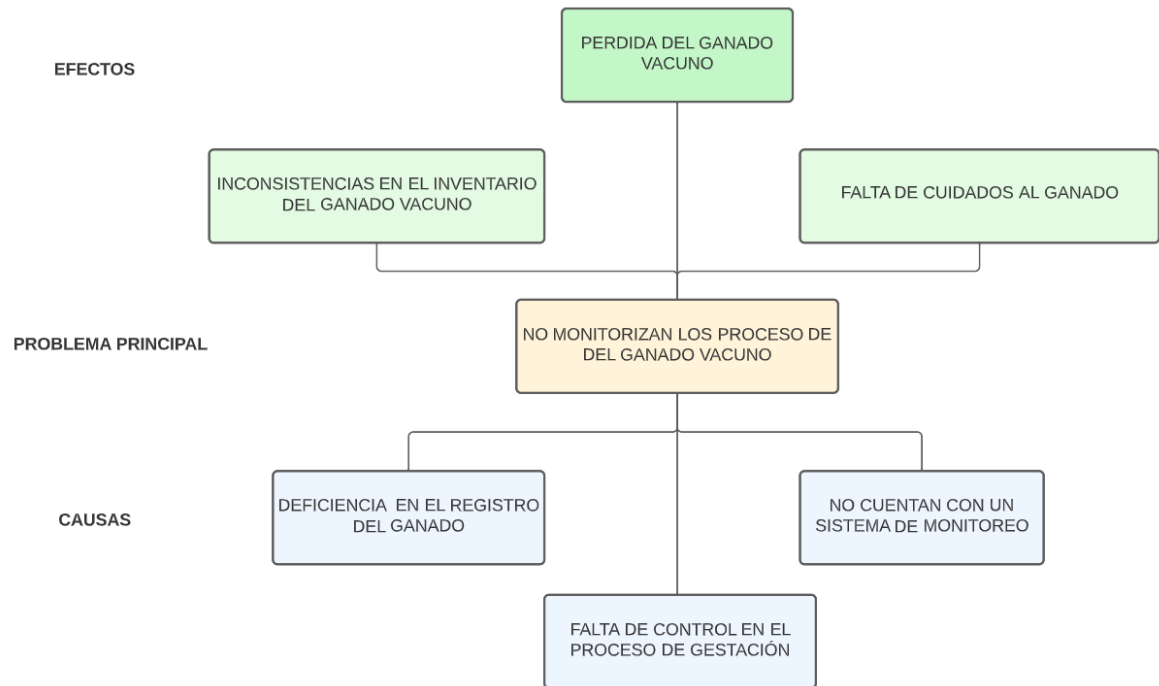 PERDIDA DEL GANADO
VACUNO
EFECTOS
INCONSISTENCIAS EN EL INVENTARIO
DEL GANADO VACUNO
FALTA DE CUIDADOS AL GANADO
NO MONITORIZAN LOS PROCESO DE
DEL GANADO VACUNO
PROBLEMA PRINCIPAL
DEFICIENCIA EN EL REGISTRO
DEL GANADO
NO CUENTAN CON UN
SISTEMA DE MONITOREO
CAUSAS
FALTA DE CONTROL EN EL
PROCESO DE GESTACIÓN